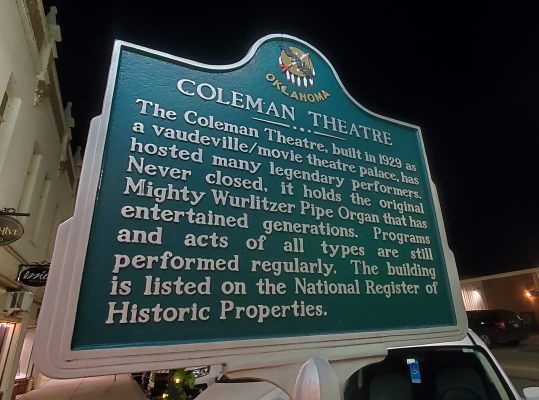 OKLAHOMA
COLEMAN THEATRE
The Coleman Theatre, built in 1929 as
a vaudeville/movie theatre palace, has
hosted many legendary performers.
Never closed, it holds the original
Mighty Wurlitzer Pipe Organ that has
entertained generations. Programs
and acts of all types are still
performed regularly. The building
is listed on the National Register of
Historic Properties.